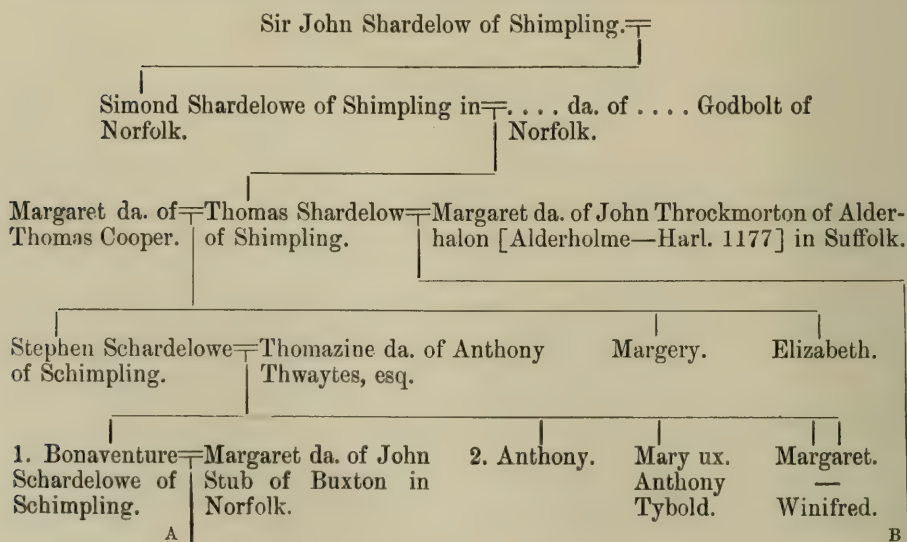 Sir John Shardelow of Shimpling.
Simond Shardelowe of Shimpling in
Norfolk.
. . . . da. of . . . . Godbolt of
Norfolk.
Margaret da. of
Thomas Cooper.
Thomas Shardelow
of Shimpling.
Margaret da. of John Throckmorton of Alder-
halon [Alderholme—Harl. 1177] in Suffolk.
Stephen Schardelowe
of Schimpling.
Thomazine da. of Anthony
Thwaytes, esq.
Margery.
Elizabeth.
1. Bonaventure
Schardelowe of
Schimpling.
Margaret da. of John
Stub of Buxton in
Norfolk.
2. Anthony.
Mary ux.
Anthony
Tybold.
Margaret.
—
Winifred.
A
B